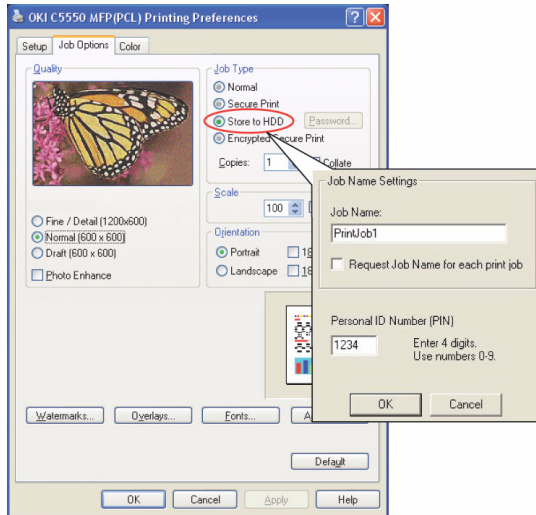 OKI C5550 MFP(PCL) Printing Preferences
Setup Job Options Color
Quality
Fine / Detail (1200x600)
Normal (600 x 600)
Draft (600 x 600)
Photo Enhance
Job Type
Normal
Secure Print
Store to HDD Password...
Encrypted Secure Print
Copies: 1 Collate
Scale
100
Orientation
Portrait
Landscape
Watermarks... Overlays... Fonts...
Default
OK Cancel Apply Help
Job Name Settings
Job Name:
PrintJob1
Request Job Name for each print job
Personal ID Number (PIN)
1234 Enter 4 digits.
Use numbers 0-9.
OK Cancel